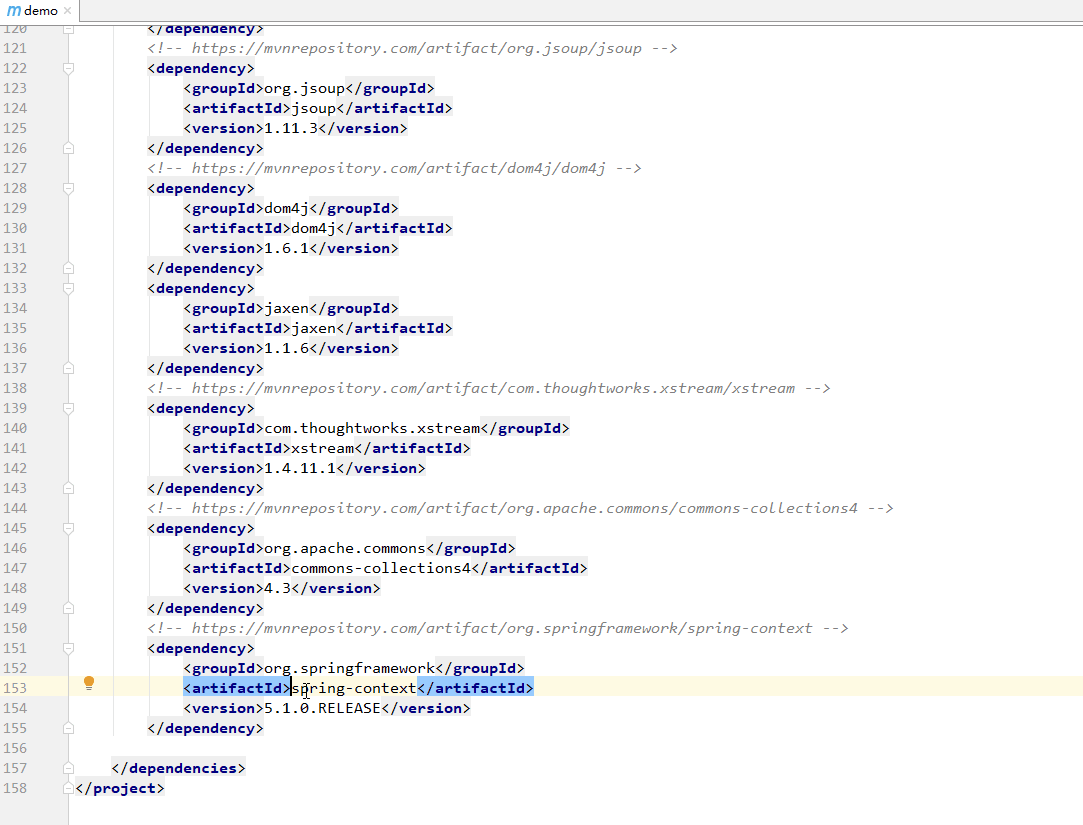 m demo ×
120 </dependency>
121 <!-- https://mvnrepository.com/artifact/org.jsoup/jsoup -->
122 <dependency>
123 <groupId>org.jsoup</groupId>
124 <artifactId>jsoup</artifactId>
125 <version>1.11.3</version>
126 </dependency>
127 <!-- https://mvnrepository.com/artifact/dom4j/dom4j -->
128 <dependency>
129 <groupId>dom4j</groupId>
130 <artifactId>dom4j</artifactId>
131 <version>1.6.1</version>
132 </dependency>
133 <dependency>
134 <groupId>jaxen</groupId>
135 <artifactId>jaxen</artifactId>
136 <version>1.1.6</version>
137 </dependency>
138 <!-- https://mvnrepository.com/artifact/com.thoughtworks.xstream/xstream -->
139 <dependency>
140 <groupId>com.thoughtworks.xstream</groupId>
141 <artifactId>xstream</artifactId>
142 <version>1.4.11.1</version>
143 </dependency>
144 <!-- https://mvnrepository.com/artifact/org.apache.commons/commons-collections4 -->
145 <dependency>
146 <groupId>org.apache.commons</groupId>
147 <artifactId>commons-collections4</artifactId>
148 <version>4.3</version>
149 </dependency>
150 <!-- https://mvnrepository.com/artifact/org.springframework/spring-context -->
151 <dependency>
152 <groupId>org.springframework</groupId>
153 <artifactId>spring-context</artifactId>
154 <version>5.1.0.RELEASE</version>
155 </dependency>
156
157 </dependencies>
158 </project>